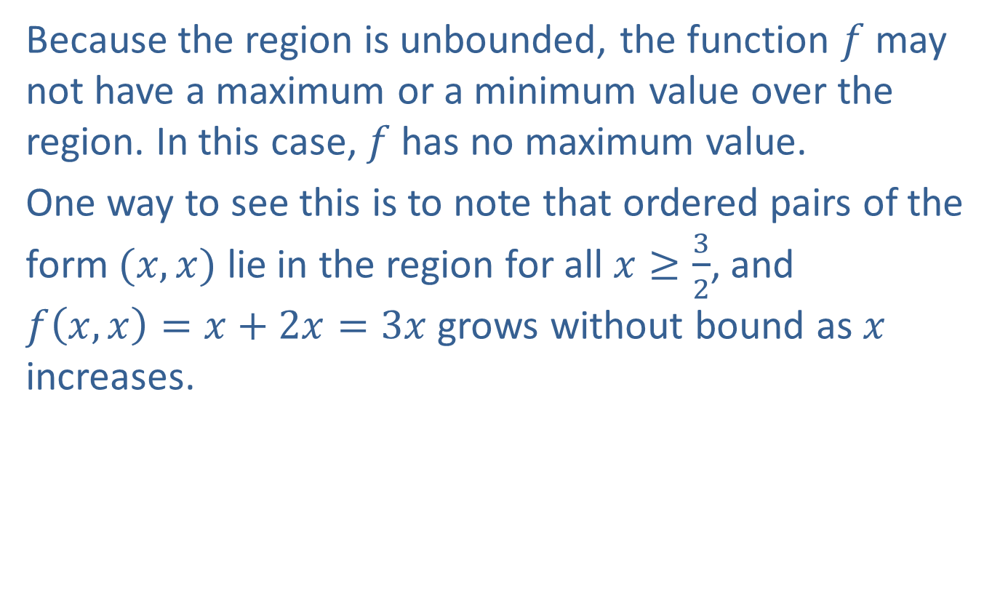 Because the region is unbounded, the function 𝑓 may
not have a maximum or a minimum value over the
region. In this case, 𝑓 has no maximum value.
One way to see this is to note that ordered pairs of the
form (𝑥, 𝑥) lie in the region for all 𝑥 ≥ 3/2, and
𝑓(𝑥, 𝑥) = 𝑥 + 2𝑥 = 3𝑥 grows without bound as 𝑥
increases.